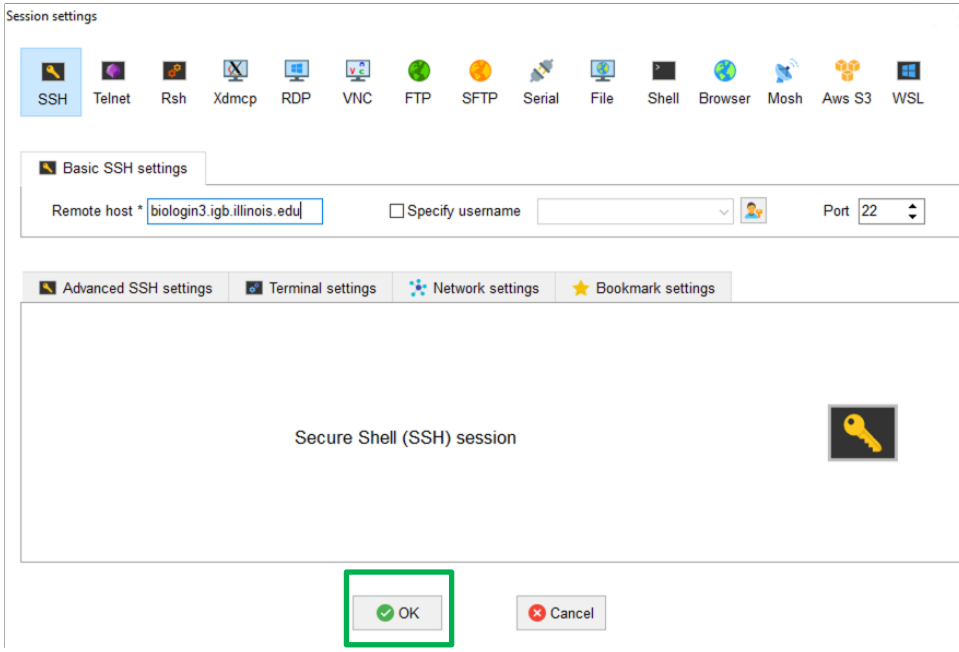 Session settings
SSH Telnet Rsh Xdmcp RDP VNC FTP SFTP Serial File Shell Browser Mosh Aws S3 WSL
Basic SSH settings
Remote host * biologin3.igb.illinois.edu Specify username Port 22
Advanced SSH settings Terminal settings Network settings Bookmark settings
Secure Shell (SSH) session
OK Cancel